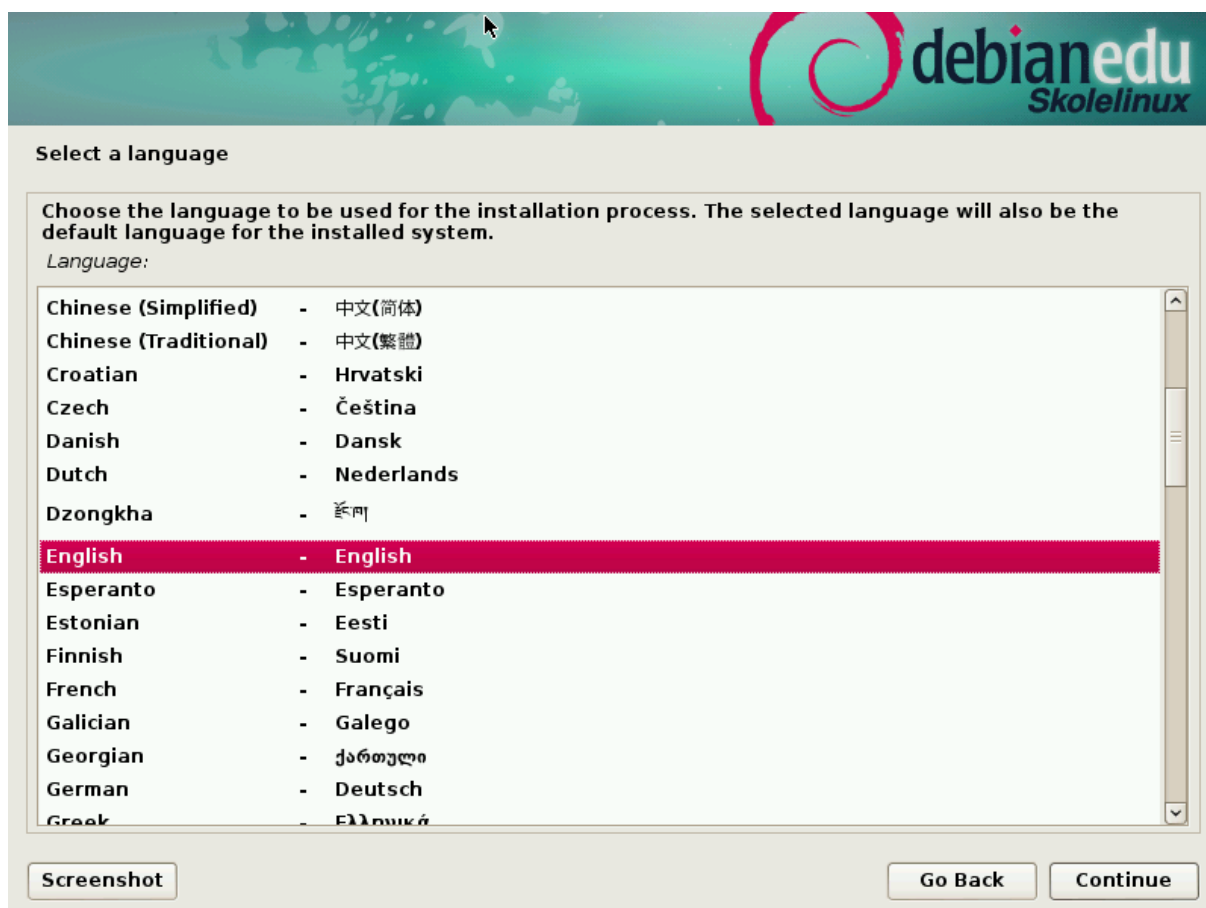 debianedu
Skolelinux
Select a language
Choose the language to be used for the installation process. The selected language will also be the
default language for the installed system.
Language:
Chinese (Simplified) - 中文(简体)
Chinese (Traditional) - 中文(繁體)
Croatian - Hrvatski
Czech - Čeština
Danish - Dansk
Dutch - Nederlands
Dzongkha - རྫོང་ཁ།
English - English
Esperanto - Esperanto
Estonian - Eesti
Finnish - Suomi
French - Français
Galician - Galego
Georgian - ქართული
German - Deutsch
Greek - Ελληνικά
Screenshot Go Back Continue